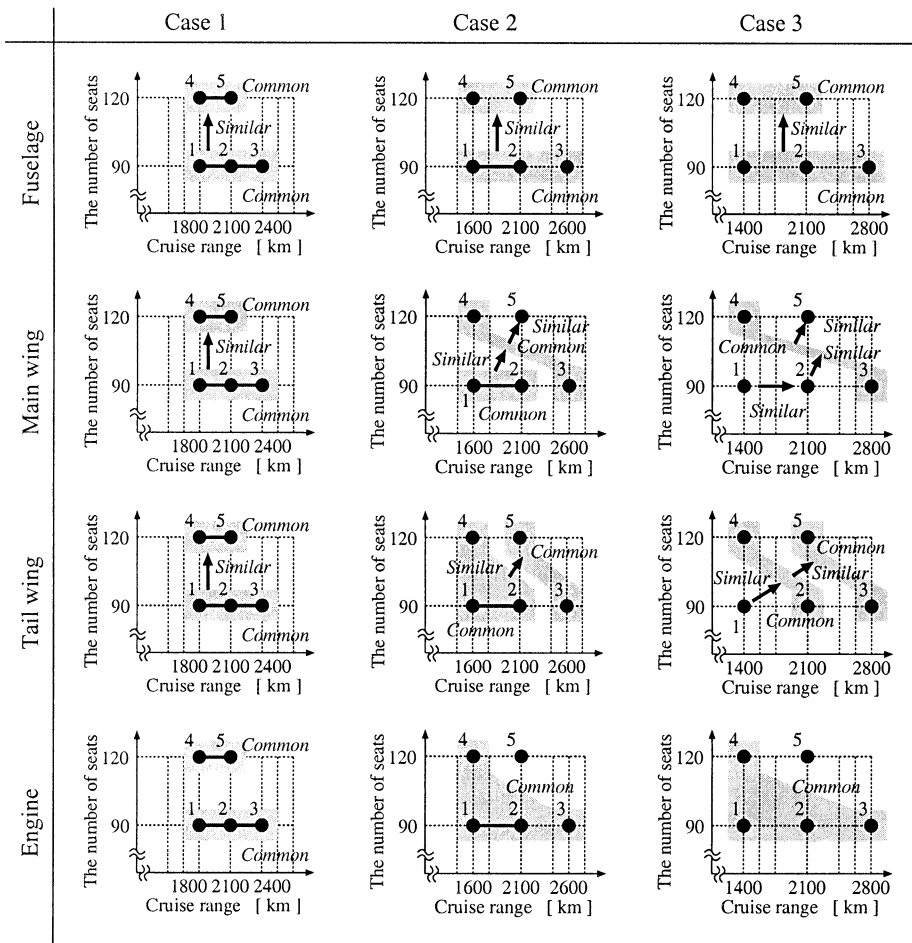 Case 1
Case 2
Case 3
Fuselage
The number of seats
120
90
4 5 Common
Similar
1 2 3
Common
1800 2100 2400
Cruise range [ km ]
The number of seats
120
90
4 5 Common
Similar
1 2 3
Common
1600 2100 2600
Cruise range [ km ]
The number of seats
120
90
4 5 Common
Similar
1 2 3
Common
1400 2100 2800
Cruise range [ km ]
Main wing
The number of seats
120
90
4 5 Common
Similar
1 2 3
Common
1800 2100 2400
Cruise range [ km ]
The number of seats
120
90
4 5
Similar
Common
Similar
2 3
1 Common
1600 2100 2600
Cruise range [ km ]
The number of seats
120
90
4 5
Similar
Common Similar
1 2 3
Similar
1400 2100 2800
Cruise range [ km ]
Tail wing
The number of seats
120
90
4 5 Common
Similar
1 2 3
Common
1800 2100 2400
Cruise range [ km ]
The number of seats
120
90
4 5
Common
Similar
1 2 3
Common
1600 2100 2600
Cruise range [ km ]
The number of seats
120
90
4 5
Common
Similar Similar
2 3
1 Common
1400 2100 2800
Cruise range [ km ]
Engine
The number of seats
120
90
4 5 Common
1 2 3
Common
1800 2100 2400
Cruise range [ km ]
The number of seats
120
90
4 5
Common
1 2 3
1600 2100 2600
Cruise range [ km ]
The number of seats
120
90
4 5
Common
1 2 3
1400 2100 2800
Cruise range [ km ]